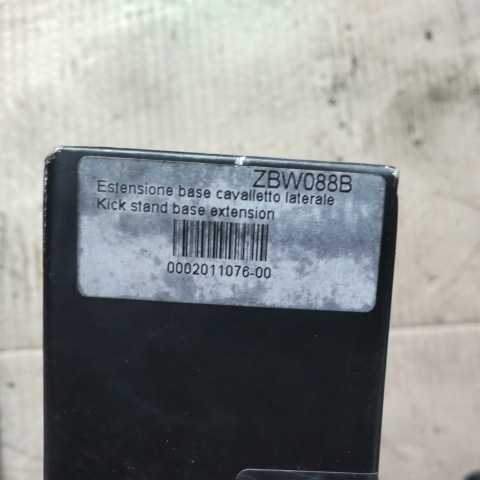 ZBW088B
Estensione base cavalletto laterale
Kick stand base extension
0002011076-00